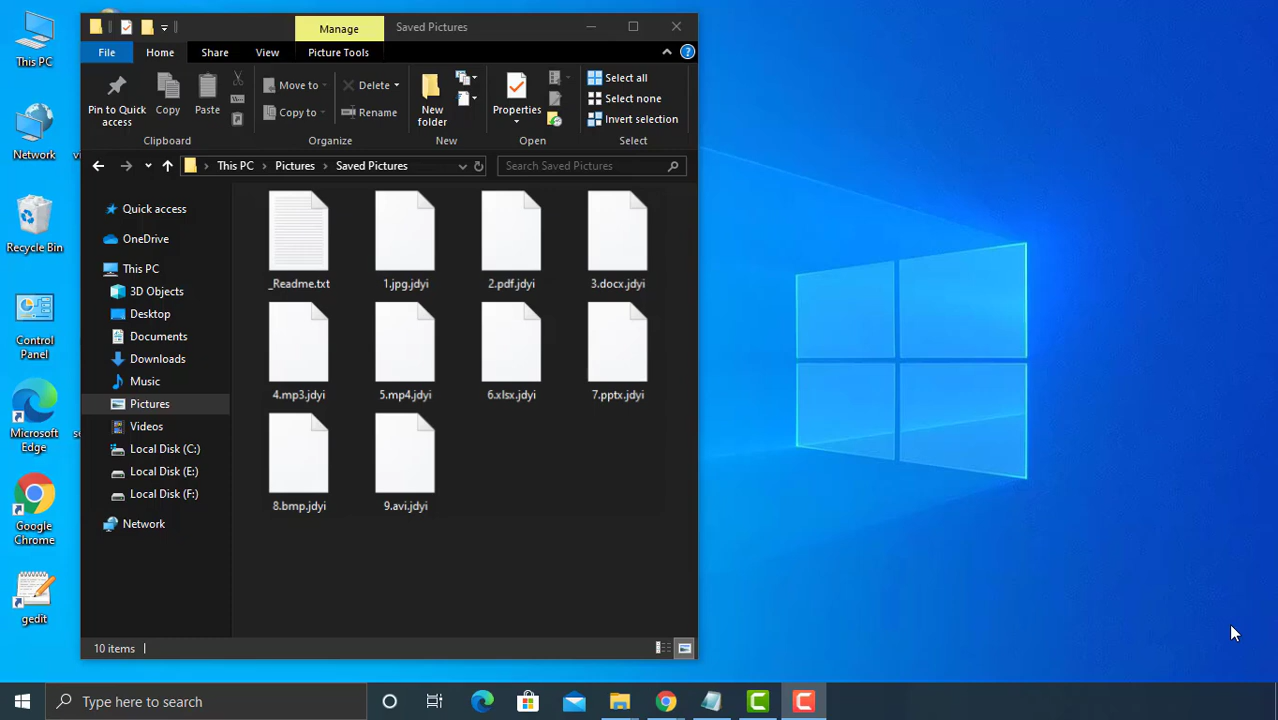 This PC
Network
Recycle Bin
Control
Panel
Microsoft
Edge
Google
Chrome
gedit
Manage
Saved Pictures
File
Home
Share
View
Picture Tools
Pin to Quick
access
Copy
Paste
Clipboard
Move to
Copy to
Delete
Rename
Organize
New
folder
New
Properties
Open
Select all
Select none
Invert selection
Select
This PC
Pictures
Saved Pictures
Search Saved Pictures
Quick access
OneDrive
This PC
3D Objects
Desktop
Documents
Downloads
Music
Pictures
Videos
Local Disk (C:)
Local Disk (E:)
Local Disk (F:)
Network
_Readme.txt
1.jpg.jdyi
2.pdf.jdyi
3.docx.jdyi
4.mp3.jdyi
5.mp4.jdyi
6.xlsx.jdyi
7.pptx.jdyi
8.bmp.jdyi
9.avi.jdyi
10 items
Type here to search